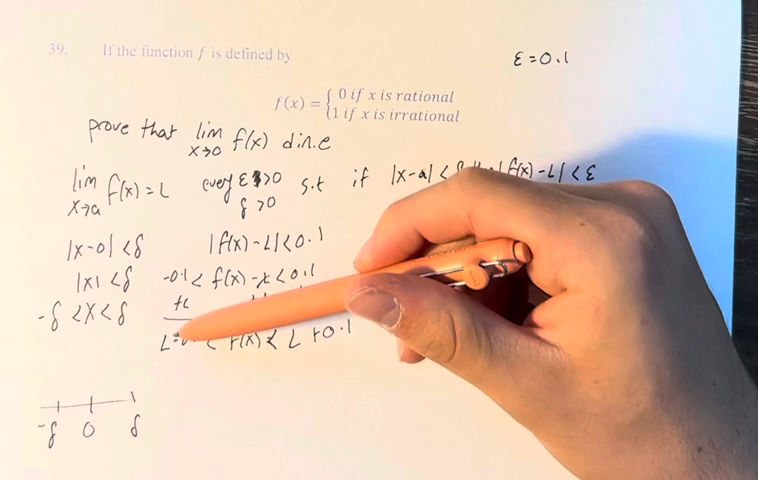 39. If the function f is defined by
ε = 0.1
f(x) = { 0 if x is rational
1 if x is irrational
prove that lim x→0 f(x) d.n.e
lim x→a f(x) = L every ε > 0 s.t if |x-a| < f(x) - L| < ε
δ > 0
|x-0| < δ |f(x) - L| < 0.1
|x| < δ -0.1 < f(x) - L < 0.1
-δ < x < δ +L
< f(x) < L + 0.1
-δ 0 δ